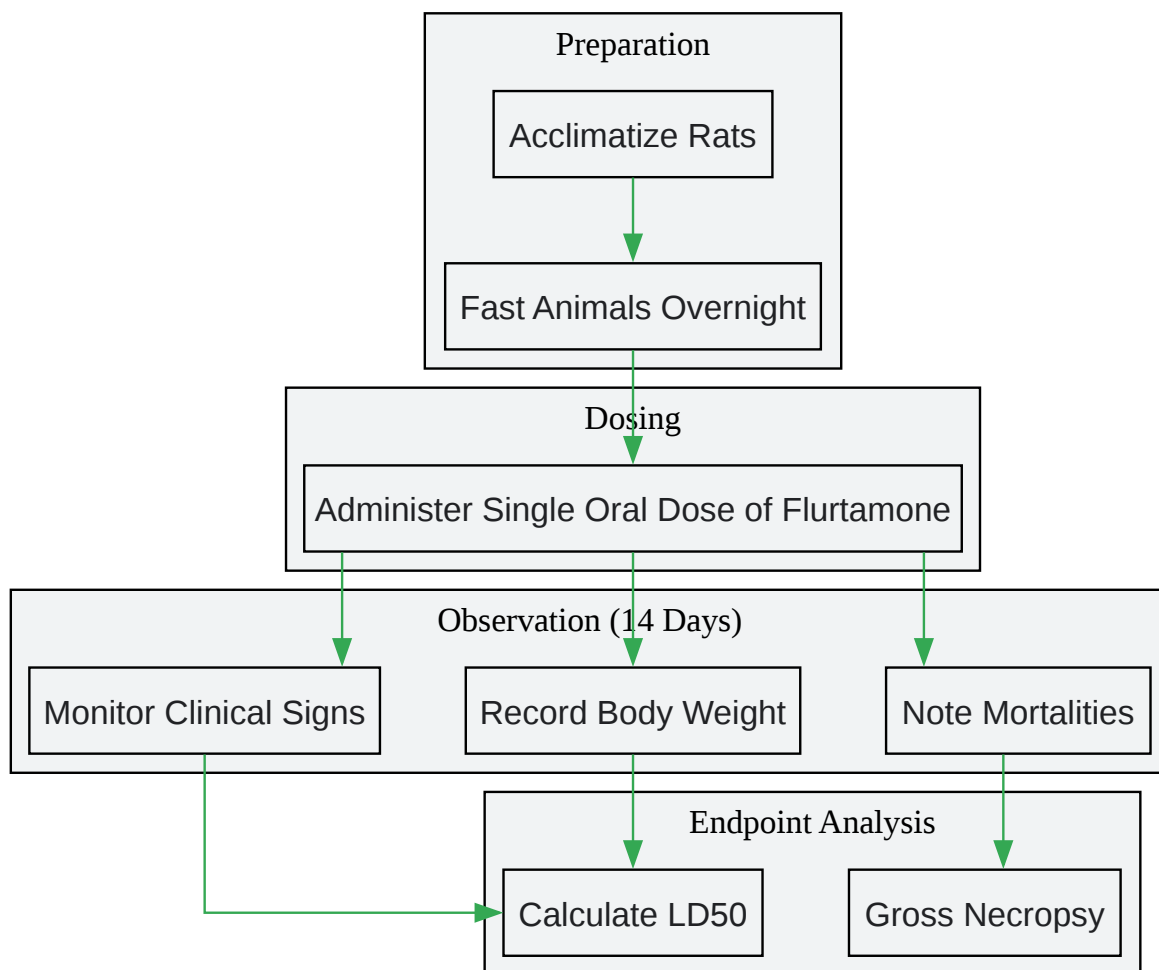 Preparation
Acclimatize Rats
Fast Animals Overnight
Dosing
Administer Single Oral Dose of Flurtamone
Observation (14 Days)
Monitor Clinical Signs
Record Body Weight
Note Mortalities
Endpoint Analysis
Calculate LD50
Gross Necropsy